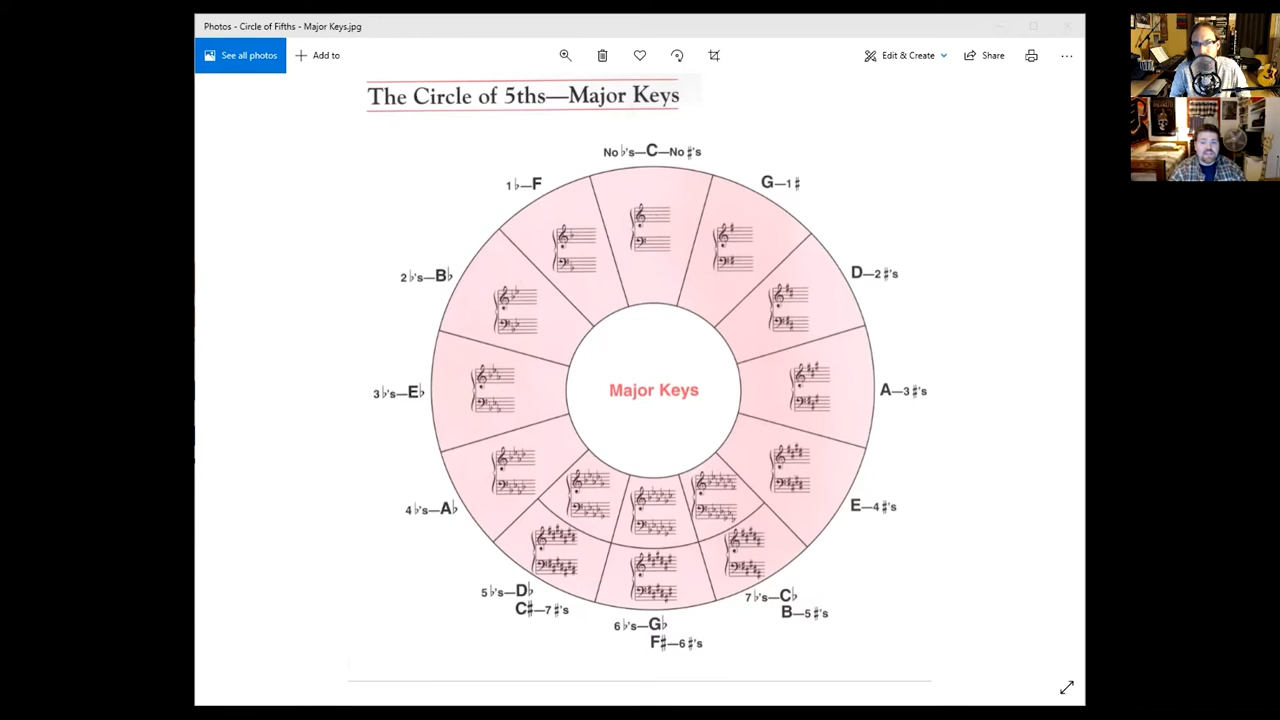 Photos - Circle of Fifths - Major Keys.jpg
See all photos
Add to
Edit & Create
Share
The Circle of 5ths—Major Keys
No ♭'s—C—No ♯'s
1♭—F
G—1♯
2♭'s—B♭
D—2♯'s
3♭'s—E♭
Major Keys
A—3♯'s
4♭'s—A♭
E—4♯'s
5♭'s—D♭
C♯—7♯'s
7♭'s—C♭
B—5♯'s
6♭'s—G♭
F♯—6♯'s